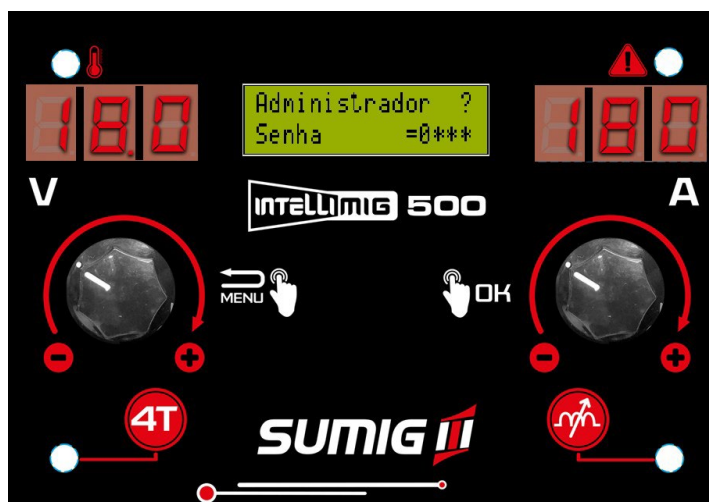 18.0
Administrador ?
Senha =0***
180
V
INTELLIMIG 500
A
MENU
OK
4T
SUMIG